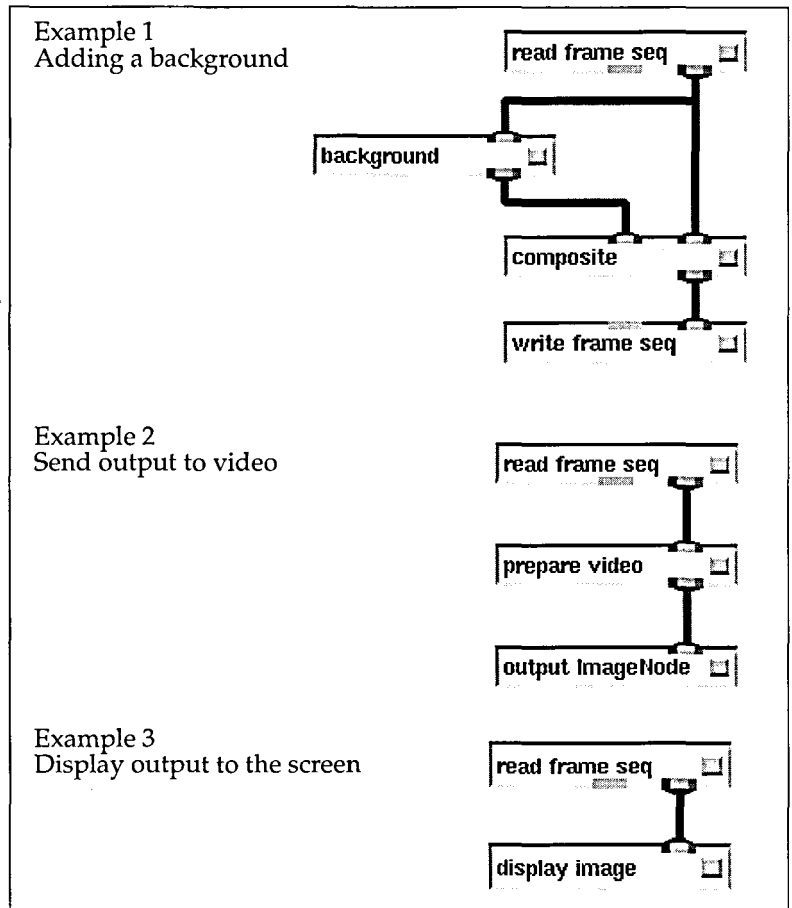 Example 1
Adding a background
read frame seq
background
composite
write frame seq
Example 2
Send output to video
read frame seq
prepare video
output ImageNode
Example 3
Display output to the screen
read frame seq
display image